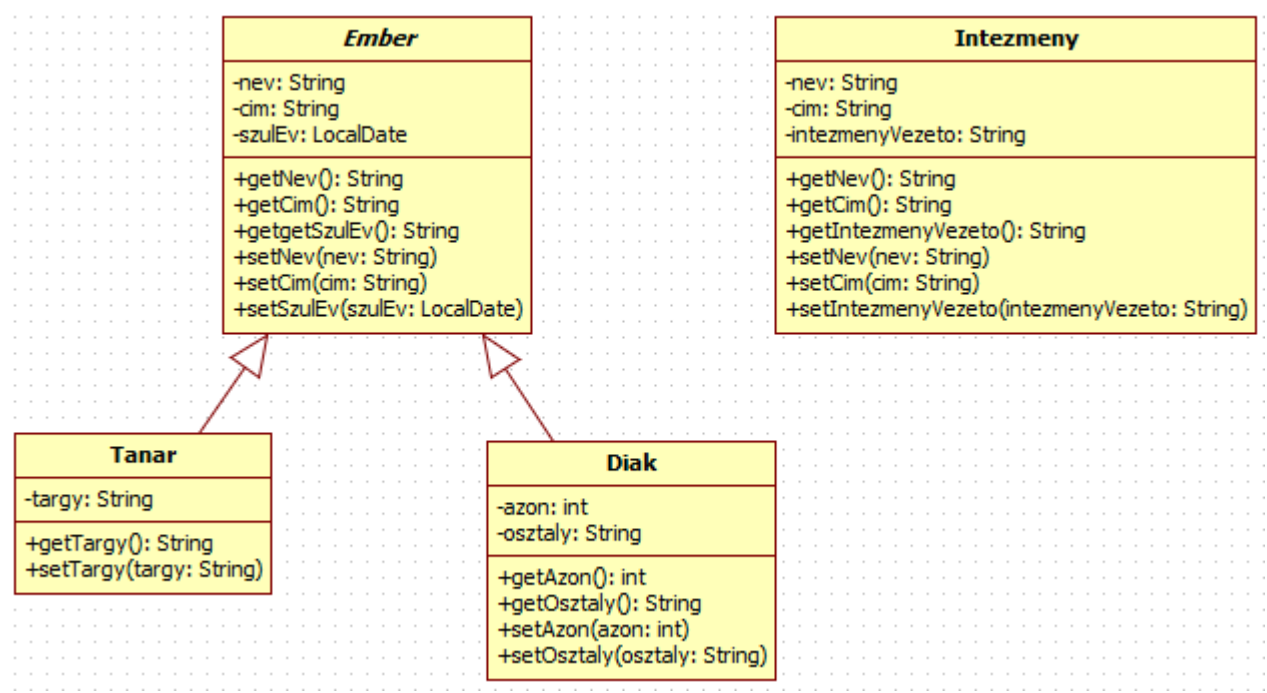 Ember
-nev: String
-cim: String
-szulEv: LocalDate
+getNev(): String
+getCim(): String
+getgetSzulEv(): String
+setNev(nev: String)
+setCim(cim: String)
+setSzulEv(szulEv: LocalDate)
Intezmeny
-nev: String
-cim: String
-intezmenyVezeto: String
+getNev(): String
+getCim(): String
+getIntezmenyVezeto(): String
+setNev(nev: String)
+setCim(cim: String)
+setIntezmenyVezeto(intezmenyVezeto: String)
Tanar
-targy: String
+getTargy(): String
+setTargy(targy: String)
Diak
-azon: int
-osztaly: String
+getAzon(): int
+getOsztaly(): String
+setAzon(azon: int)
+setOsztaly(osztaly: String)